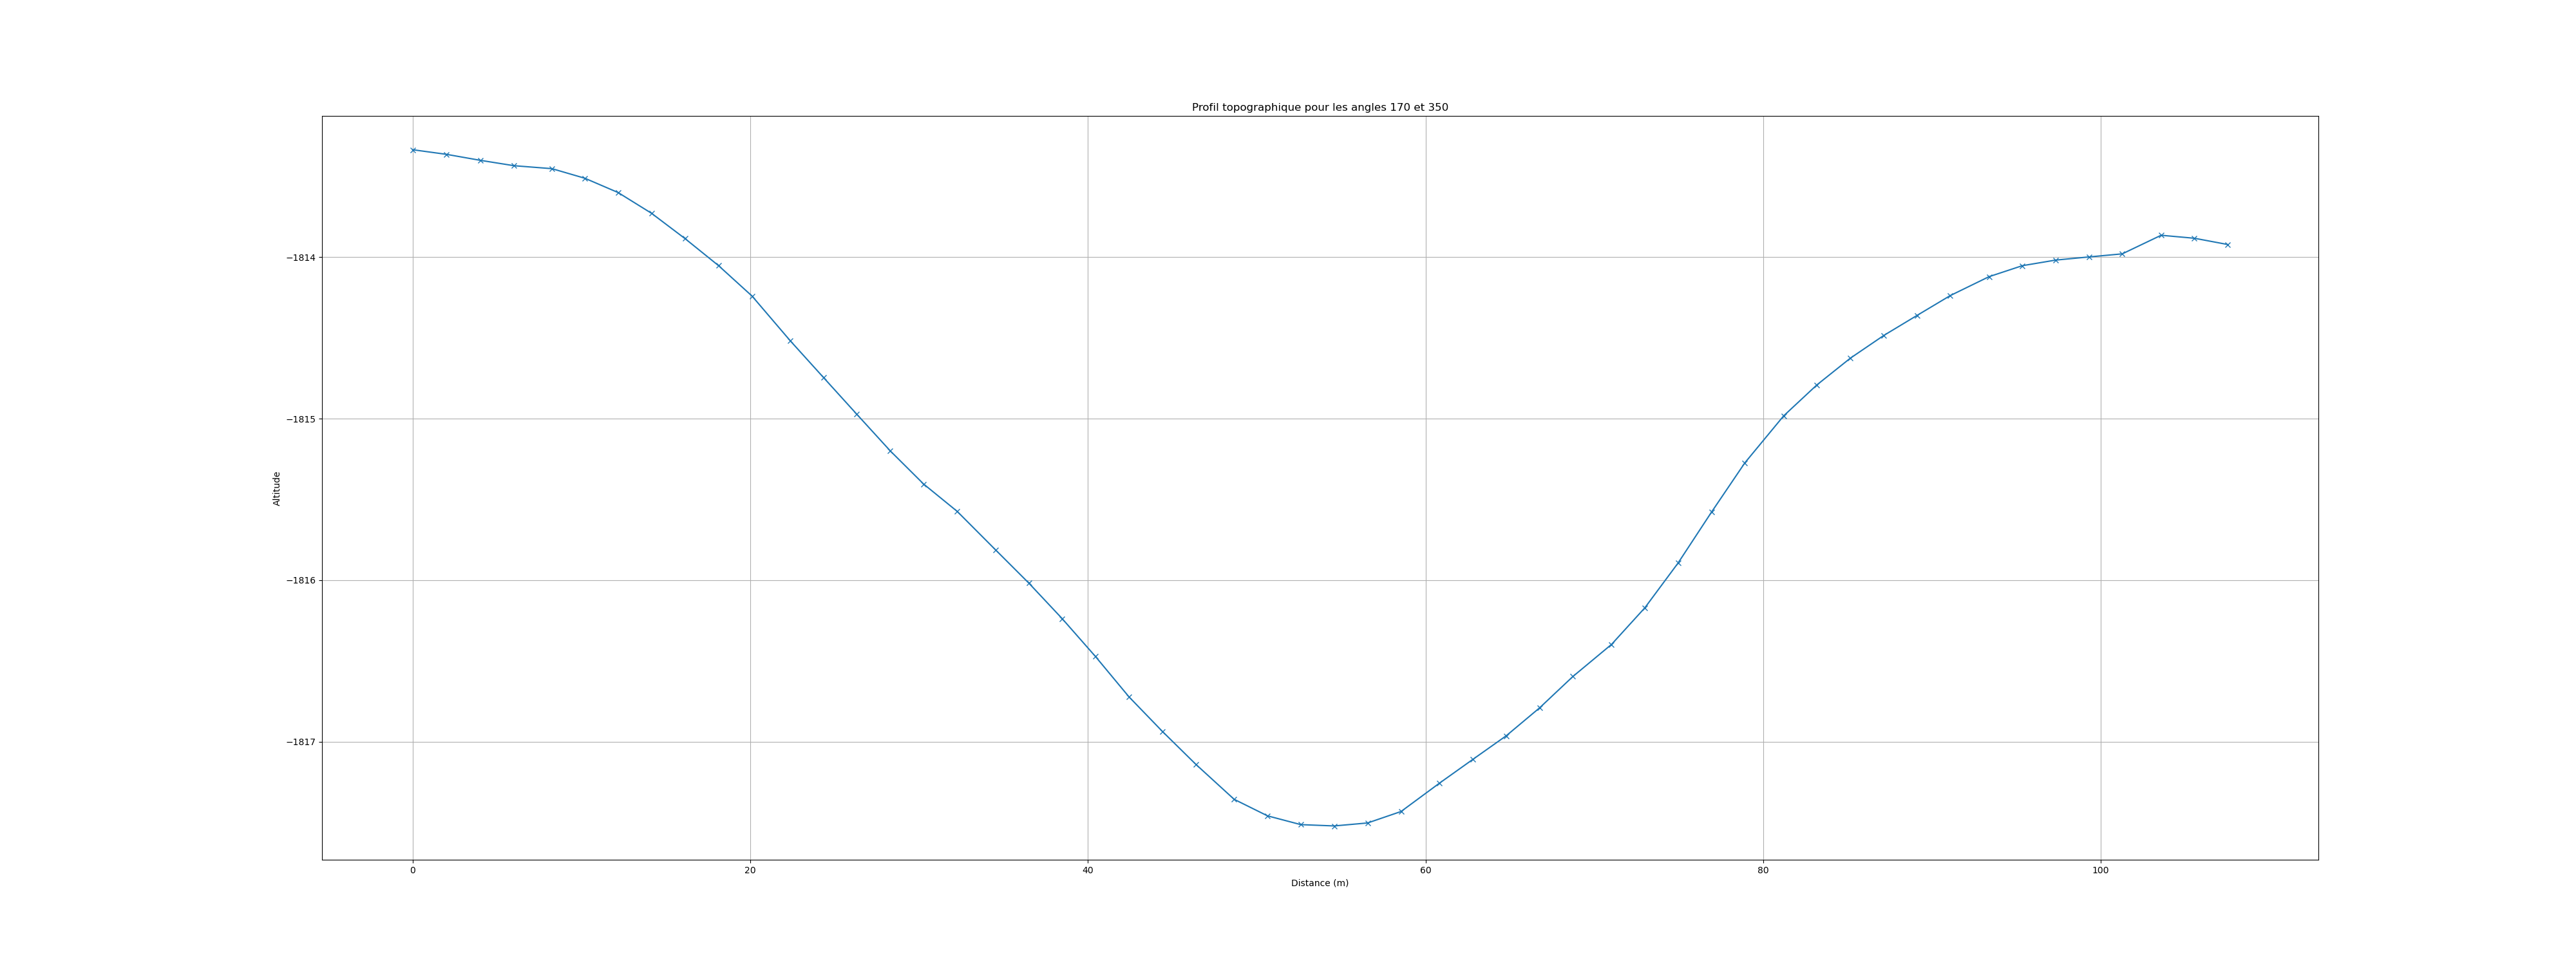 Profil topographique pour les angles 170 et 350
−1814
−1815
−1816
−1817
Altitude
0 20 40 60 80 100
Distance (m)